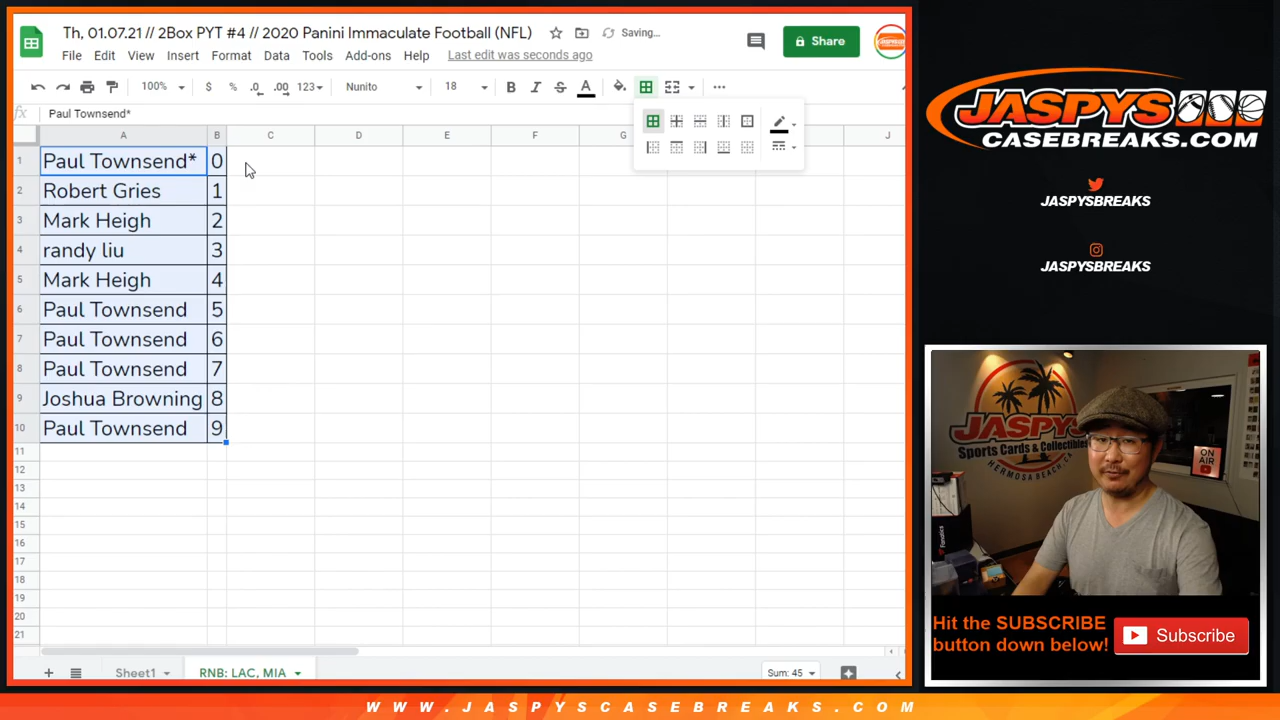 Th, 01.07.21 // 2Box PYT #4 // 2020 Panini Immaculate Football (NFL)
Saving...
File Edit View Insert Format Data Tools Add-ons Help Last edit was seconds ago
Share
100% $ % .0 .00 123 Nunito 18 B I S A
fx Paul Townsend*
A B C D E F G J
1 Paul Townsend* 0
2 Robert Gries 1
3 Mark Heigh 2
4 randy liu 3
5 Mark Heigh 4
6 Paul Townsend 5
7 Paul Townsend 6
8 Paul Townsend 7
9 Joshua Browning 8
10 Paul Townsend 9
11
12
13
14
15
16
17
18
19
20
21
Sheet1 RNB: LAC, MIA Sum: 45
JASPYS
CASEBREAKS.COM
JASPYSBREAKS
JASPYSBREAKS
JASPYS
Sports Cards & Collectibles
HERMOSA BEACH, CA
ON AIR
Fanatics
Hit the SUBSCRIBE
button down below!
Subscribe
WWW.JASPYSCASEBREAKS.COM